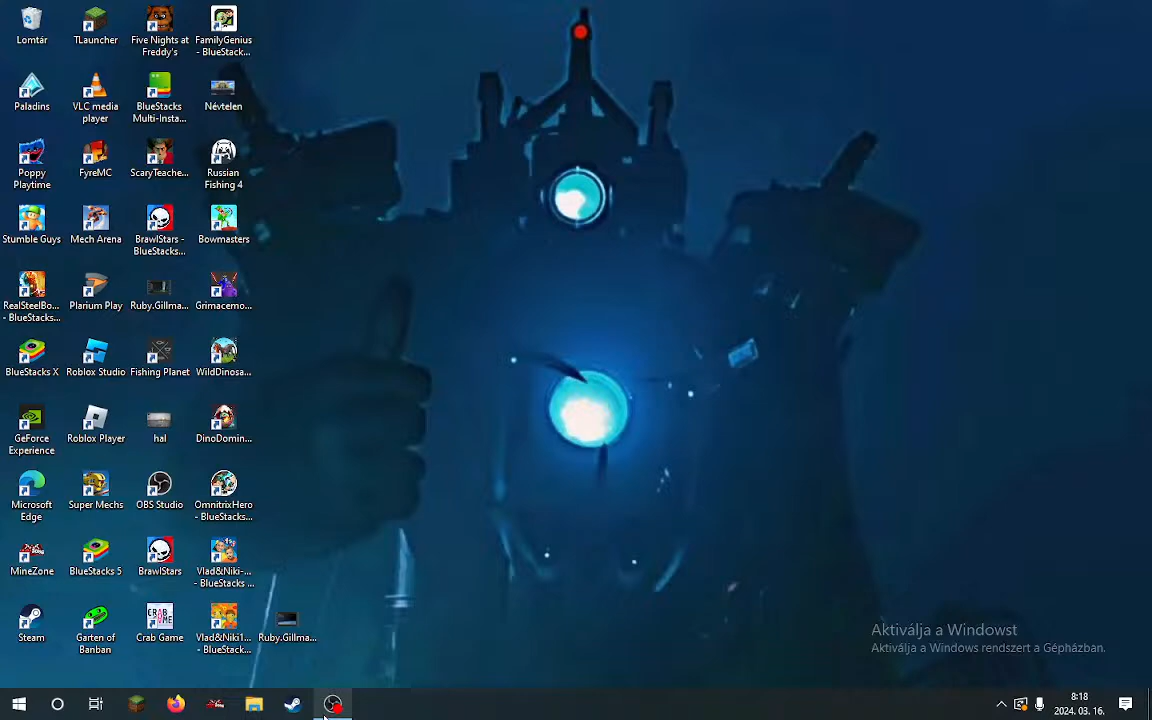 Lomtár
TLauncher
Five Nights at
Freddy's
FamilyGenius
- BlueStack...
Paladins
VLC media
player
BlueStacks
Multi-Insta...
Névtelen
Poppy
Playtime
FyreMC
ScaryTeache...
Russian
Fishing 4
Stumble Guys
Mech Arena
BrawlStars -
BlueStacks...
Bowmasters
RealSteelBo...
- BlueStacks...
Plarium Play
Ruby.Gillma...
Grimacemo...
BlueStacks X
Roblox Studio
Fishing Planet
WildDinosa...
GeForce
Experience
Roblox Player
hal
DinoDomin...
Microsoft
Edge
Super Mechs
OBS Studio
OmnitrixHero
- BlueStacks...
MineZone
BlueStacks 5
BrawlStars
Vlad&Niki-...
- BlueStacks ...
Steam
Garten of
Banban
CRAB
GAME
Crab Game
Vlad&Niki1...
- BlueStack...
Ruby.Gillma...
Aktiválja a Windowst
Aktiválja a Windows rendszert a Gépházban.
8:18
2024. 03. 16.